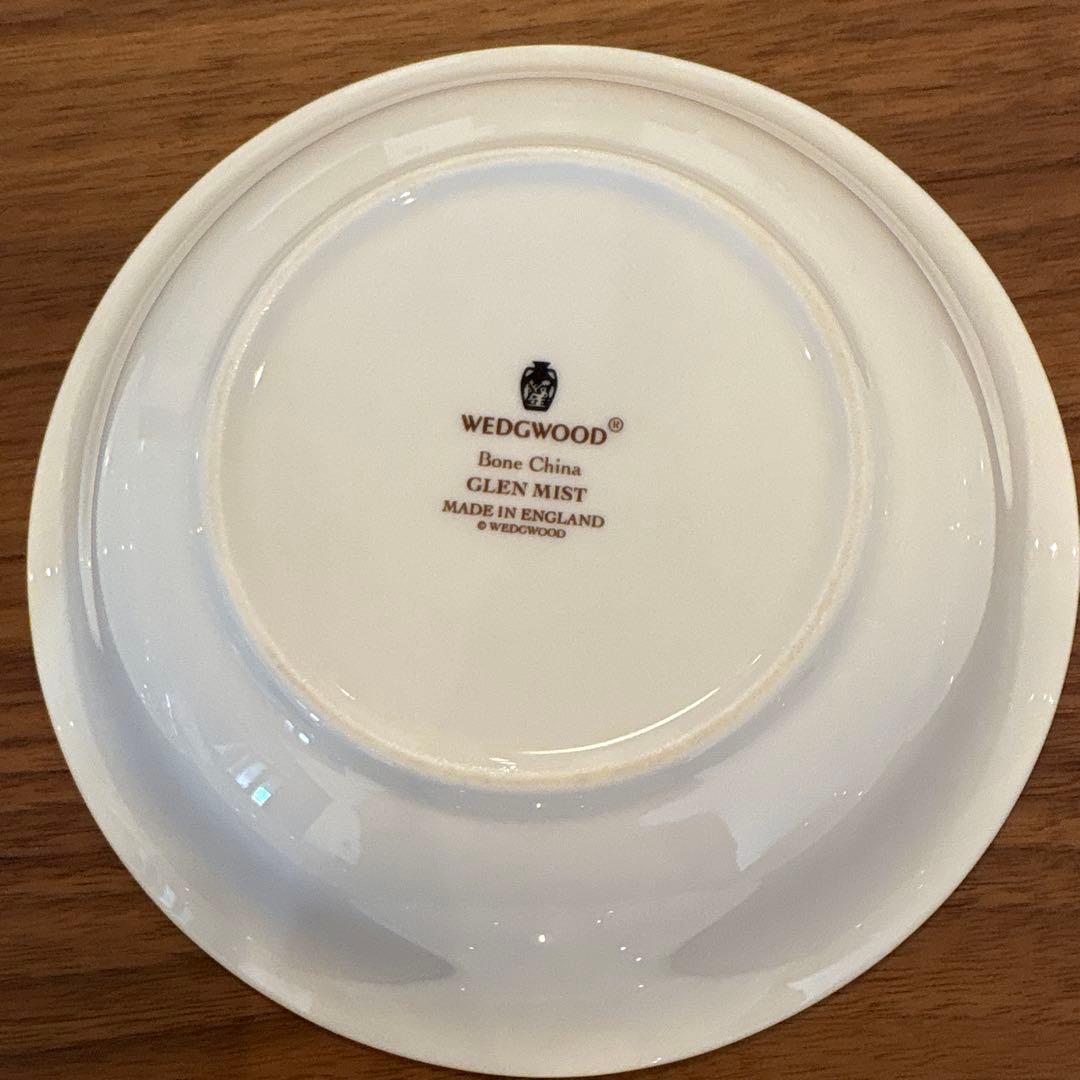 WEDGWOOD®
Bone China
GLEN MIST
MADE IN ENGLAND
© WEDGWOOD